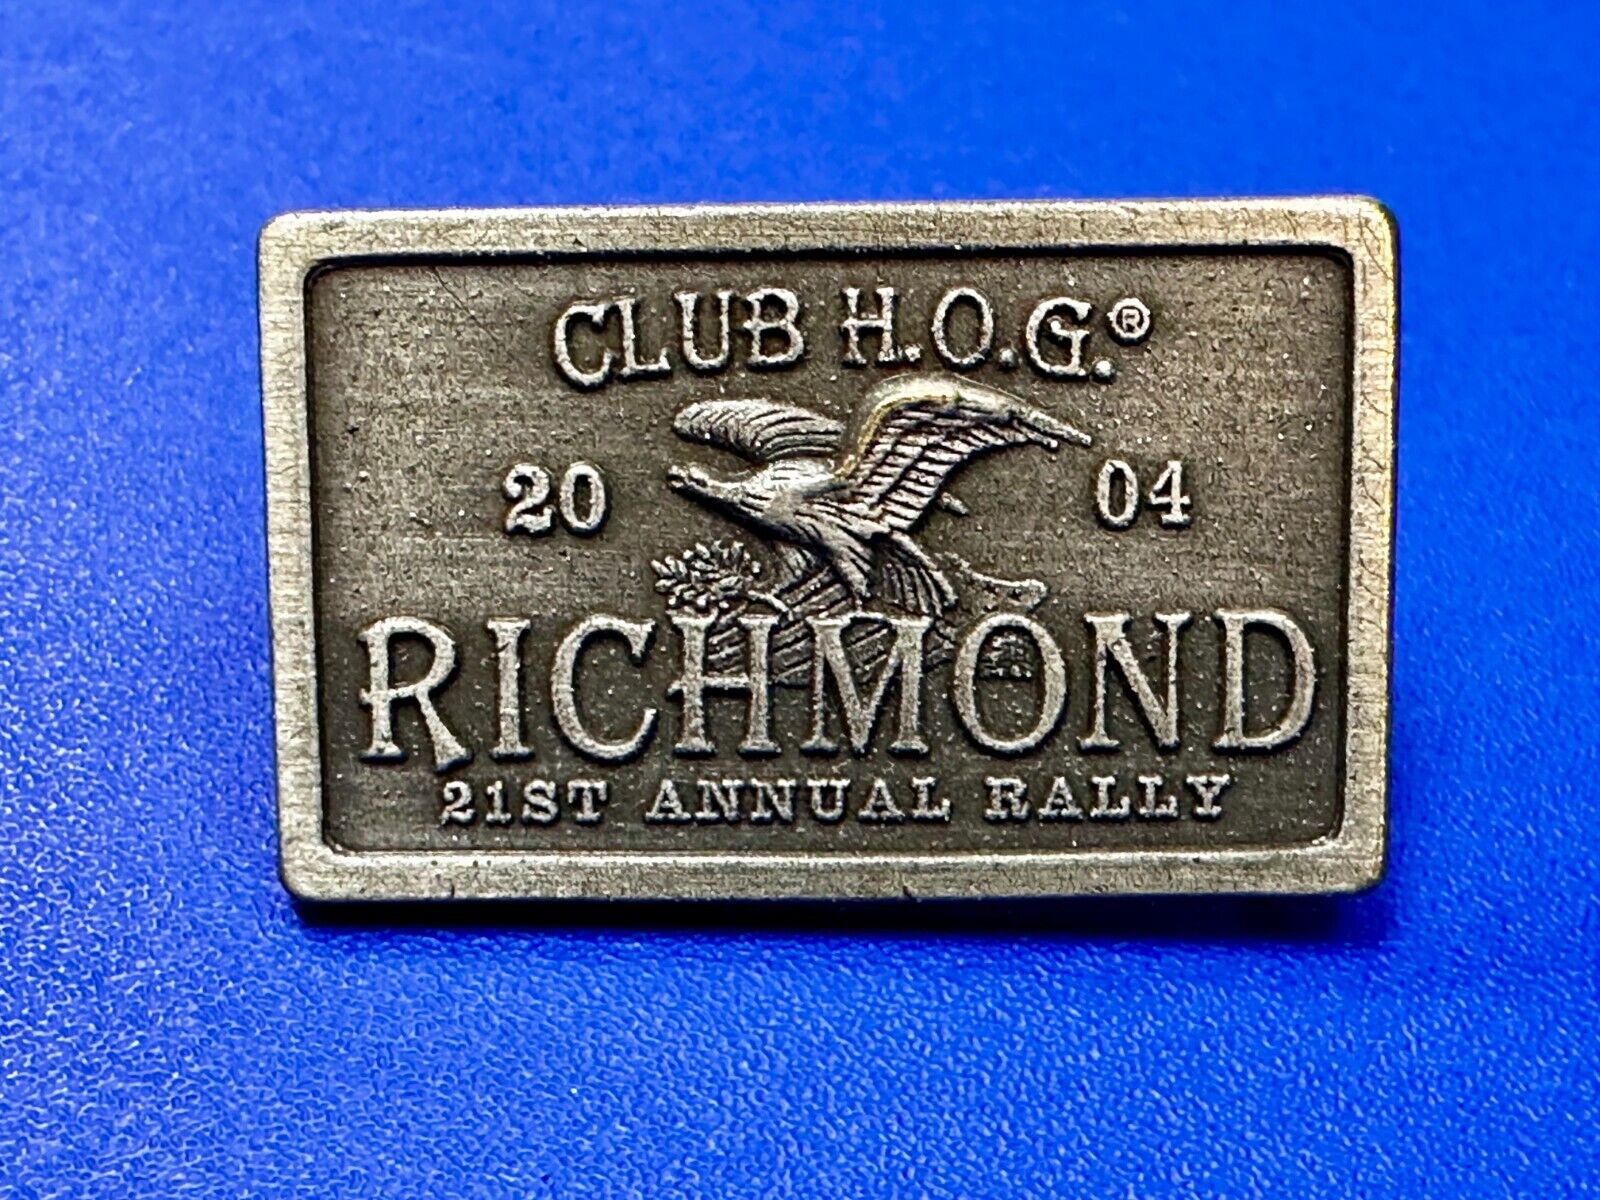 CLUB H.O.G.®
20 04
RICHMOND
21ST ANNUAL RALLY